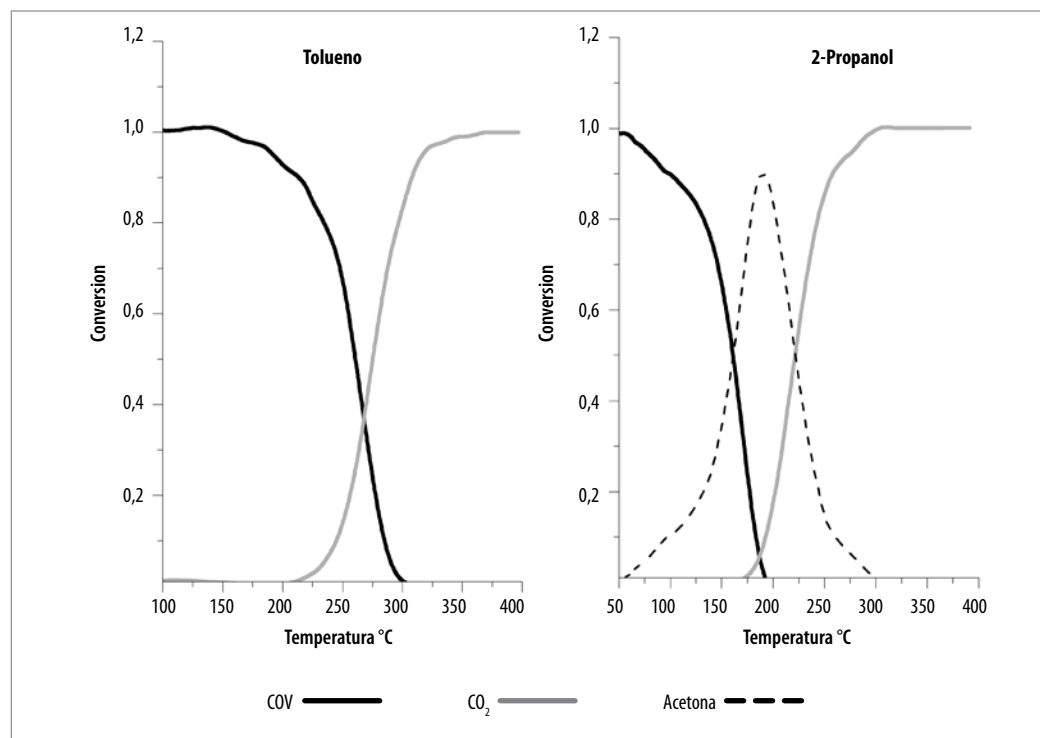 Tolueno
1,2
1,0
0,8
0,6
0,4
0,2
Conversion
100 150 200 250 300 350 400
Temperatura °C
2-Propanol
1,2
1,0
0,8
0,6
0,4
0,2
Conversion
50 100 150 200 250 300 350 400
Temperatura °C
COV CO₂ Acetona